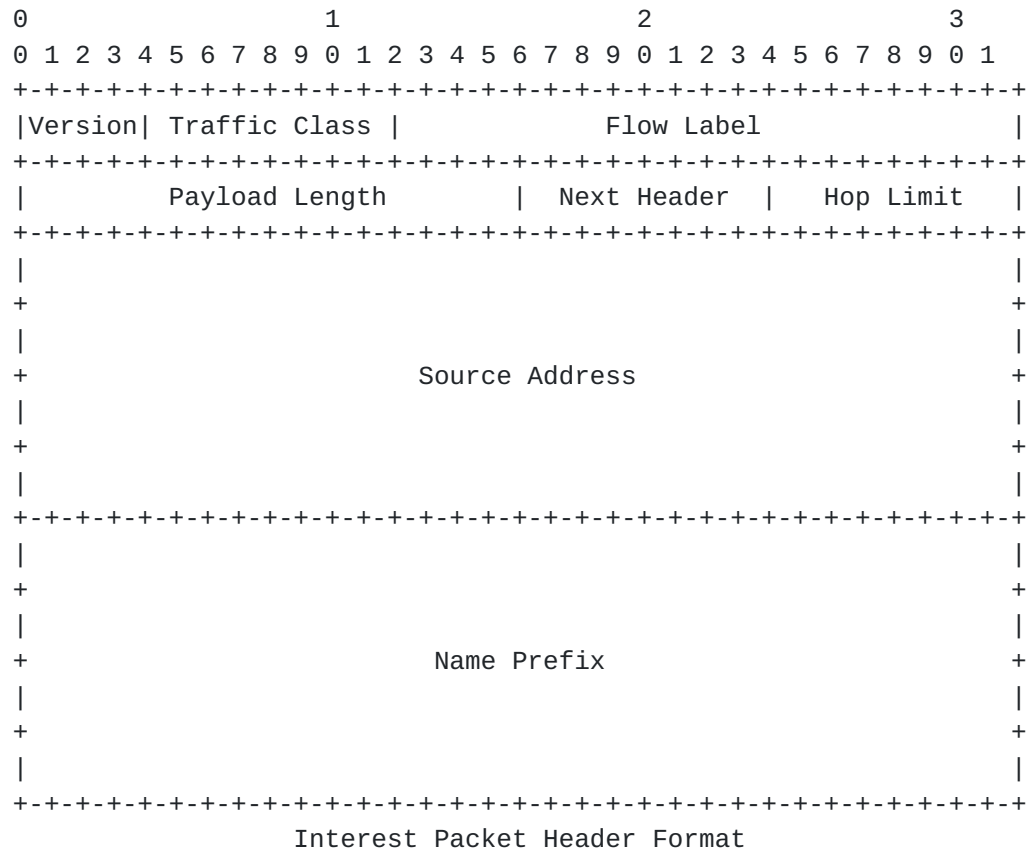 0                   1                   2                   3
0 1 2 3 4 5 6 7 8 9 0 1 2 3 4 5 6 7 8 9 0 1 2 3 4 5 6 7 8 9 0 1
+-+-+-+-+-+-+-+-+-+-+-+-+-+-+-+-+-+-+-+-+-+-+-+-+-+-+-+-+-+-+-+-+
|Version| Traffic Class |             Flow Label                |
+-+-+-+-+-+-+-+-+-+-+-+-+-+-+-+-+-+-+-+-+-+-+-+-+-+-+-+-+-+-+-+-+
|         Payload Length        |  Next Header  |   Hop Limit   |
+-+-+-+-+-+-+-+-+-+-+-+-+-+-+-+-+-+-+-+-+-+-+-+-+-+-+-+-+-+-+-+-+
|                                                               |
+                                                               +
|                                                               |
+                         Source Address                        +
|                                                               |
+                                                               +
|                                                               |
+-+-+-+-+-+-+-+-+-+-+-+-+-+-+-+-+-+-+-+-+-+-+-+-+-+-+-+-+-+-+-+-+
|                                                               |
+                                                               +
|                                                               |
+                          Name Prefix                          +
|                                                               |
+                                                               +
|                                                               |
+-+-+-+-+-+-+-+-+-+-+-+-+-+-+-+-+-+-+-+-+-+-+-+-+-+-+-+-+-+-+-+-+
                  Interest Packet Header Format